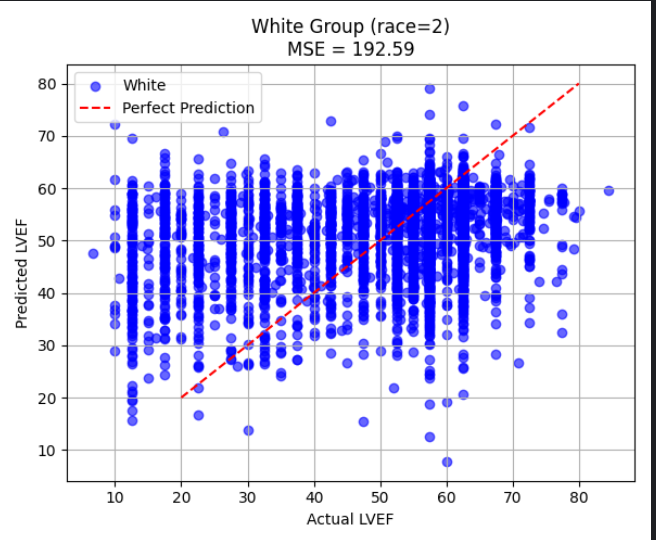 White Group (race=2)
MSE = 192.59
White
Perfect Prediction
80
70
60
50
40
30
20
10
Predicted LVEF
10 20 30 40 50 60 70 80
Actual LVEF